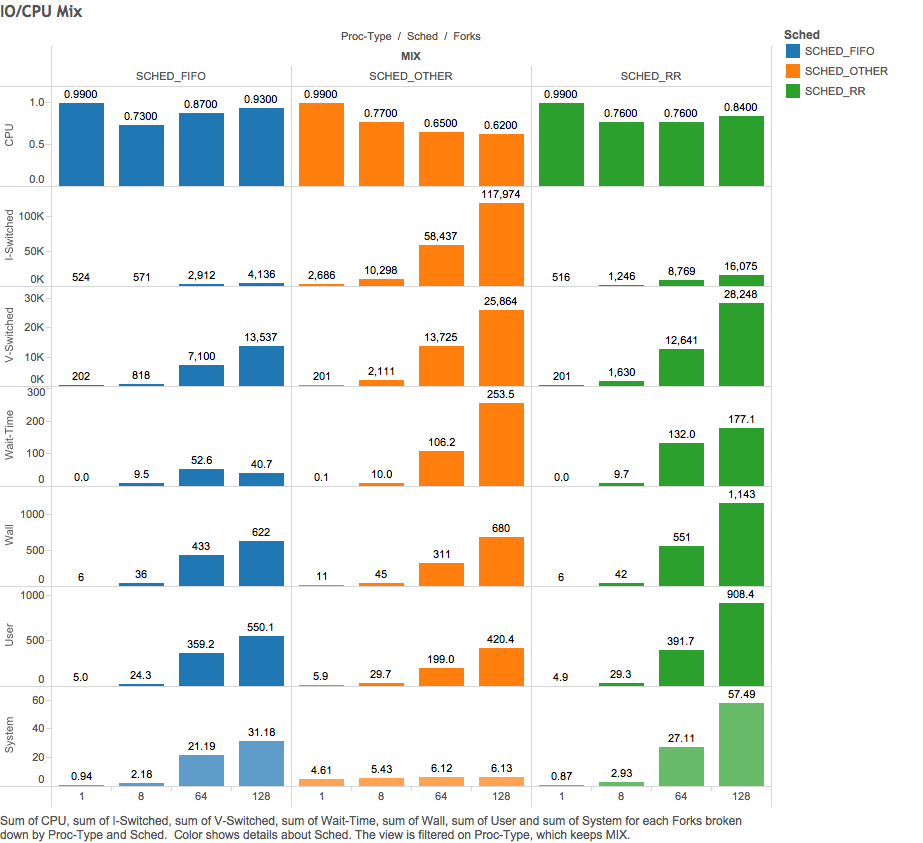 IO/CPU Mix
Proc-Type / Sched / Forks
MIX
SCHED_FIFO SCHED_OTHER SCHED_RR
Sched
SCHED_FIFO
SCHED_OTHER
SCHED_RR
CPU
1.0
0.5
0.0
0.9900 0.7300 0.8700 0.9300 0.9900 0.7700 0.6500 0.6200 0.9900 0.7600 0.7600 0.8400
I-Switched
100K
50K
0K
524 571 2,912 4,136 2,686 10,298 58,437 117,974 516 1,246 8,769 16,075
V-Switched
30K
20K
10K
0K
202 818 7,100 13,537 201 2,111 13,725 25,864 201 1,630 12,641 28,248
Wait-Time
300
200
100
0
0.0 9.5 52.6 40.7 0.1 10.0 106.2 253.5 0.0 9.7 132.0 177.1
Wall
1000
500
0
6 36 433 622 11 45 311 680 6 42 551 1,143
User
1000
500
0
5.0 24.3 359.2 550.1 5.9 29.7 199.0 420.4 4.9 29.3 391.7 908.4
System
60
40
20
0
0.94 2.18 21.19 31.18 4.61 5.43 6.12 6.13 0.87 2.93 27.11 57.49
1 8 64 128 1 8 64 128 1 8 64 128
Sum of CPU, sum of I-Switched, sum of V-Switched, sum of Wait-Time, sum of Wall, sum of User and sum of System for each Forks broken
down by Proc-Type and Sched.  Color shows details about Sched. The view is filtered on Proc-Type, which keeps MIX.